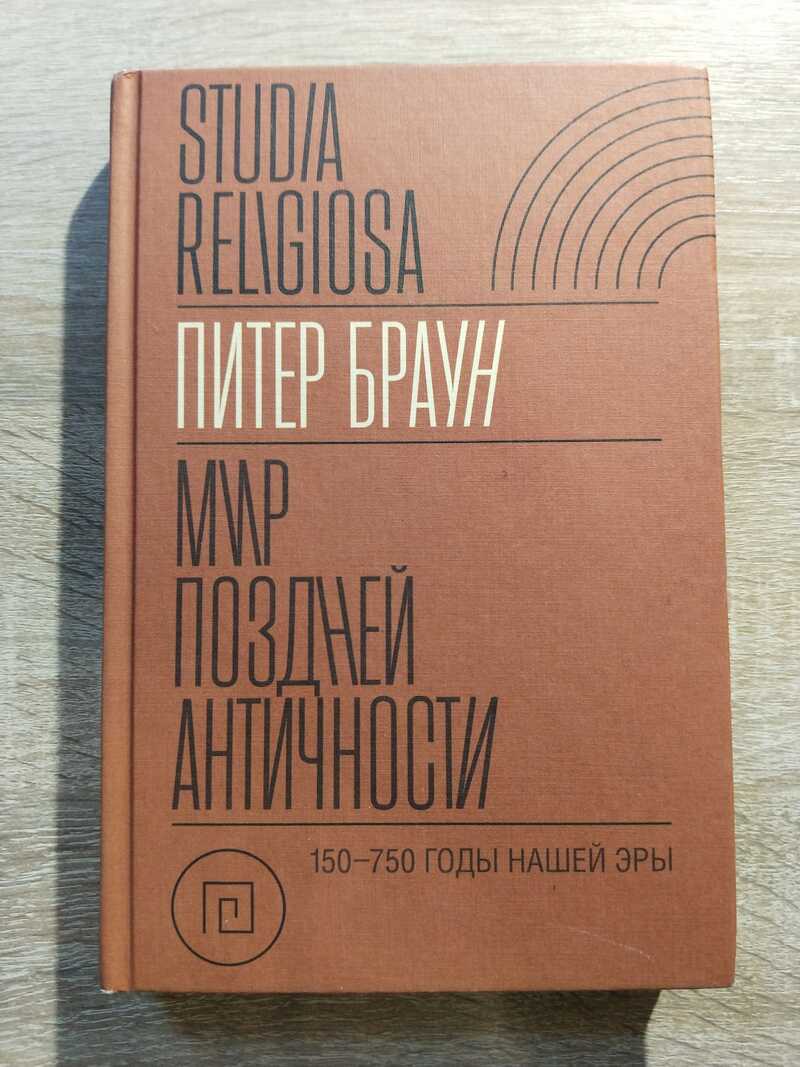 STUDIA
RELIGIOSA
ПИТЕР БРАУН
МИР
ПОЗДНЕЙ
АНТИЧНОСТИ
150–750 ГОДЫ НАШЕЙ ЭРЫ